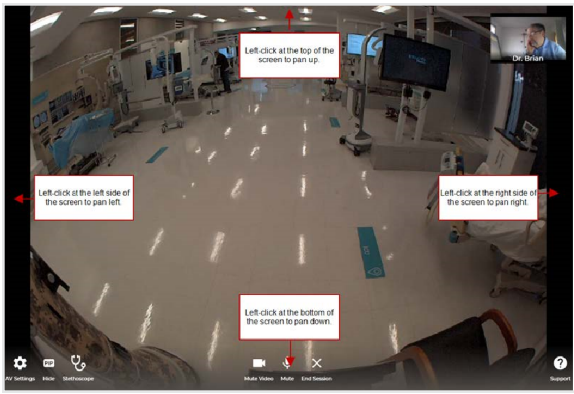 Left-click at the top of the
screen to pan up.
Dr. Brian
Left-click at the left side of
the screen to pan left.
Left-click at the right side of
the screen to pan right.
Left-click at the bottom of
the screen to pan down.
PIP
AV Settings
Hide
Stethoscope
Mute Video
Mute
End Session
?
Support